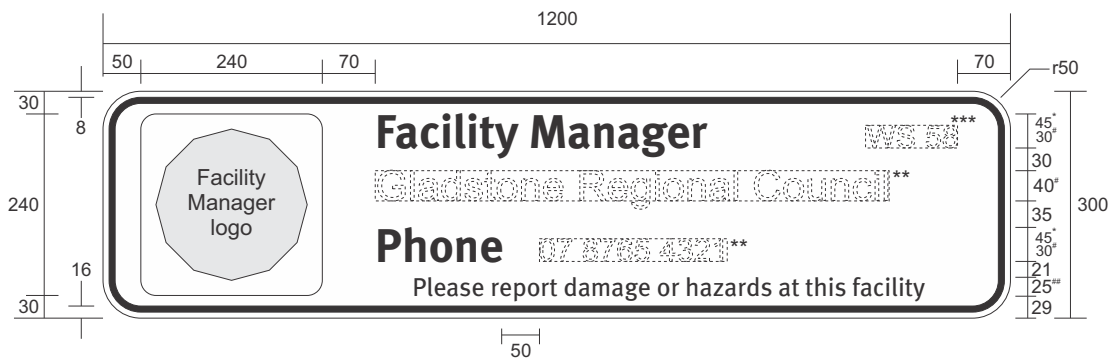 1200
50 240 70 70
r50
30
8
Facility Manager
WS 58***
45*
30#
30
Facility
Manager
logo
Gladstone Regional Council**
40#
240
300
35
Phone
07 8765 4321**
45*
30#
16
21
Please report damage or hazards at this facility
25##
30
29
50